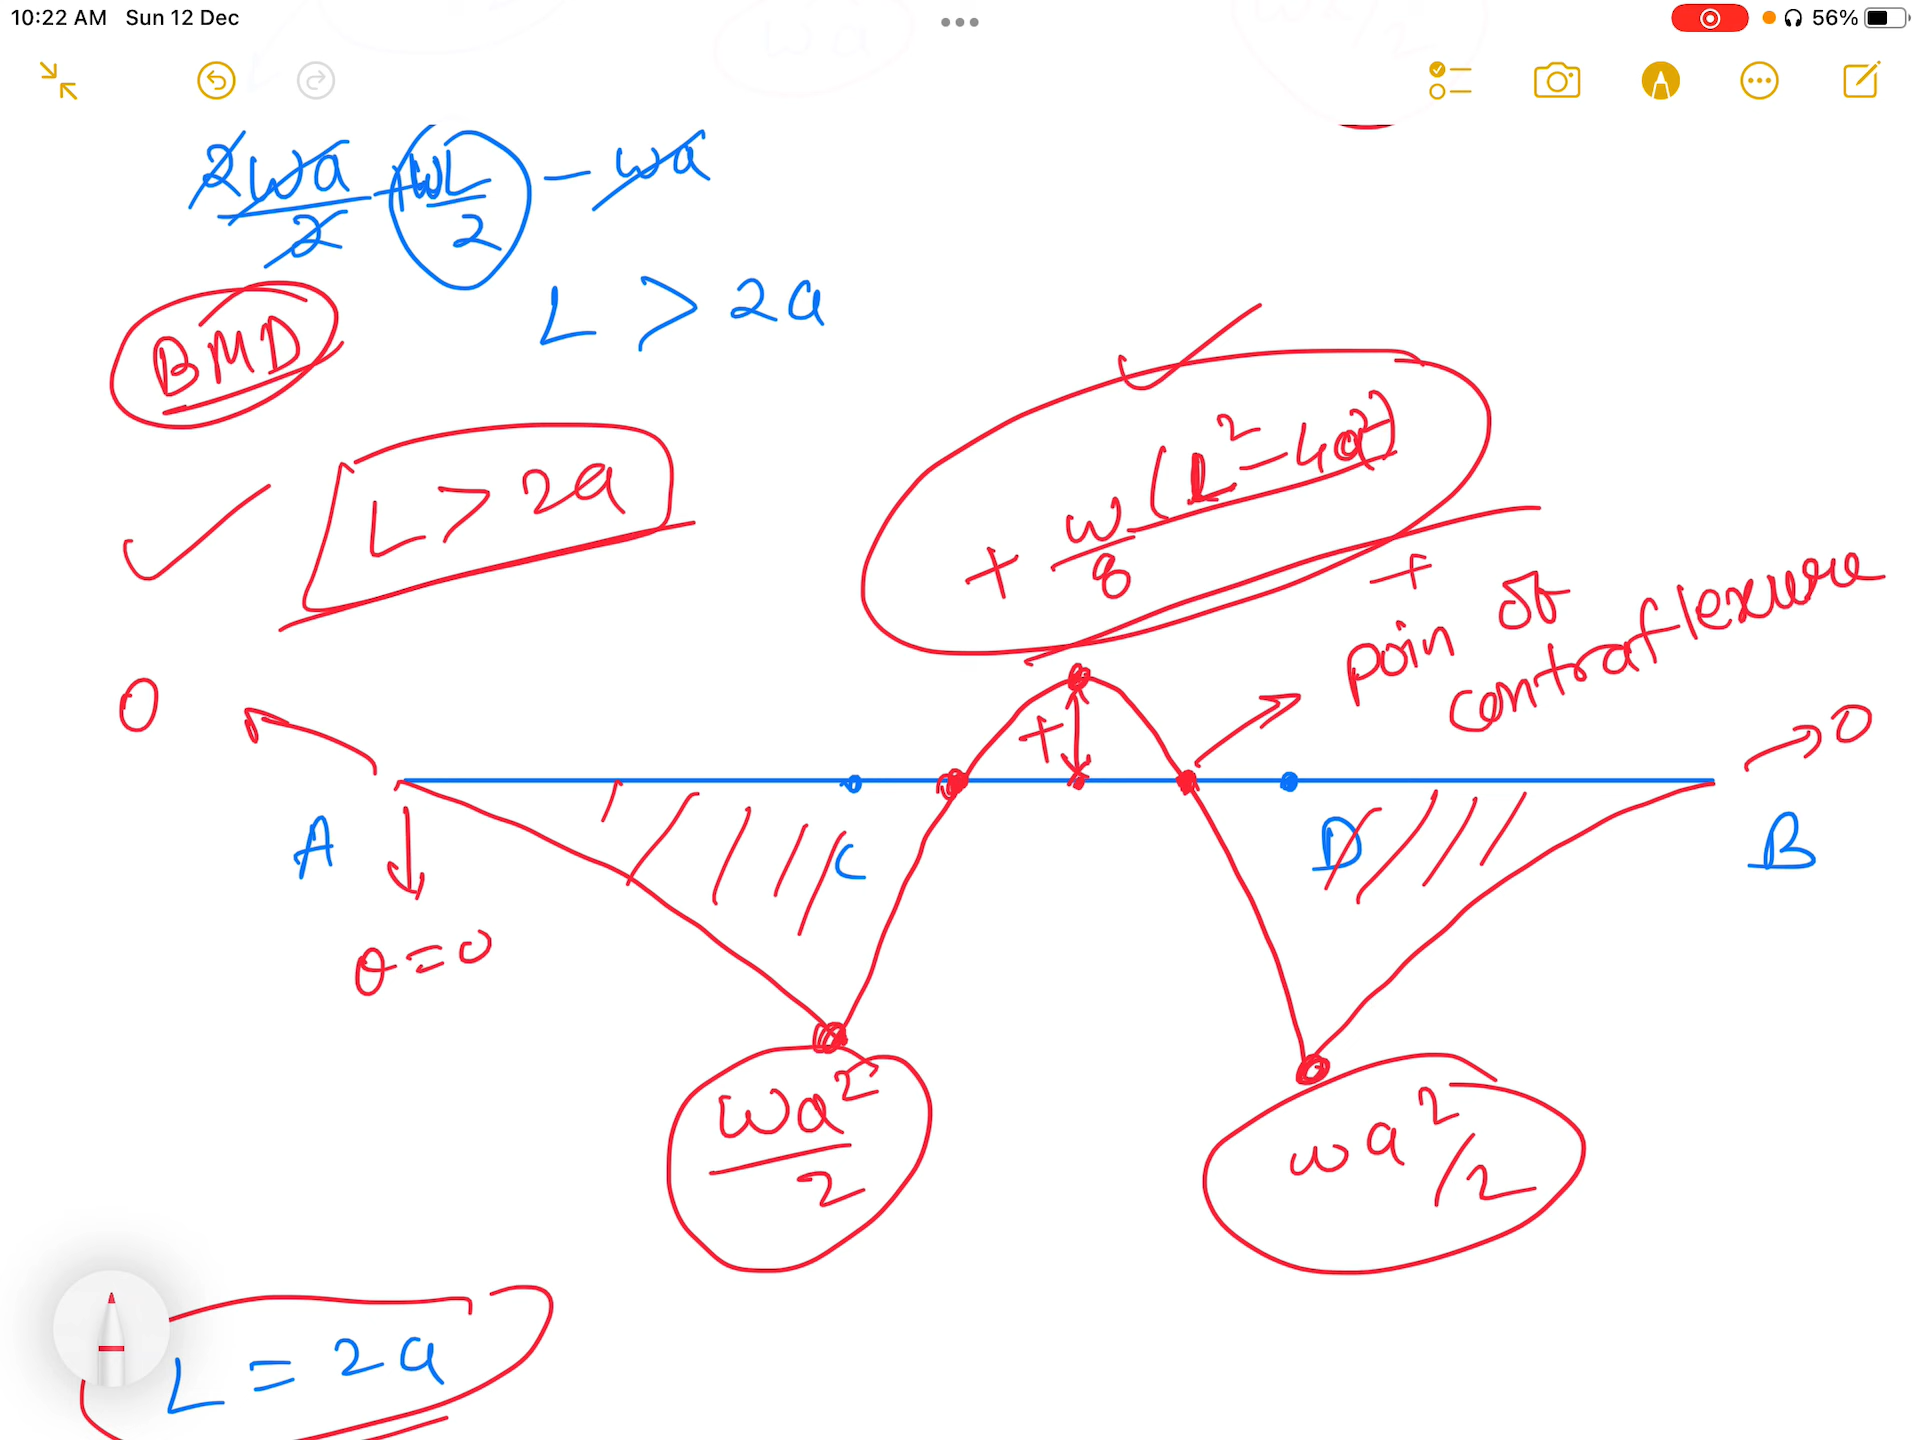 10:22 AM Sun 12 Dec
56%
2wa/2 + wL/2 - wa
L > 2a
BMD
L > 2a
+ w/8 (L² - 4a²)
+
poin of
contraflexure
0
+
→0
A
C
D
B
θ=0
wa²/2
wa²/2
L = 2a